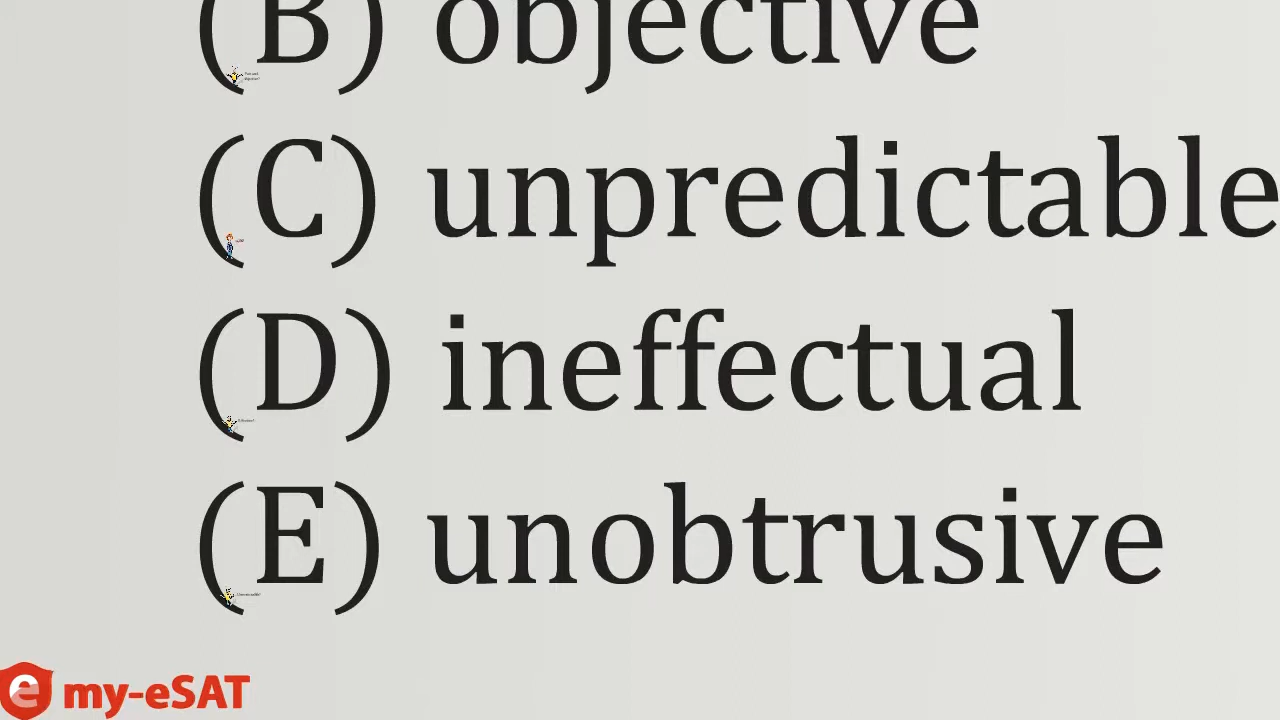 (B) objective
(C) unpredictable
(D) ineffectual
(E) unobtrusive
my-eSAT